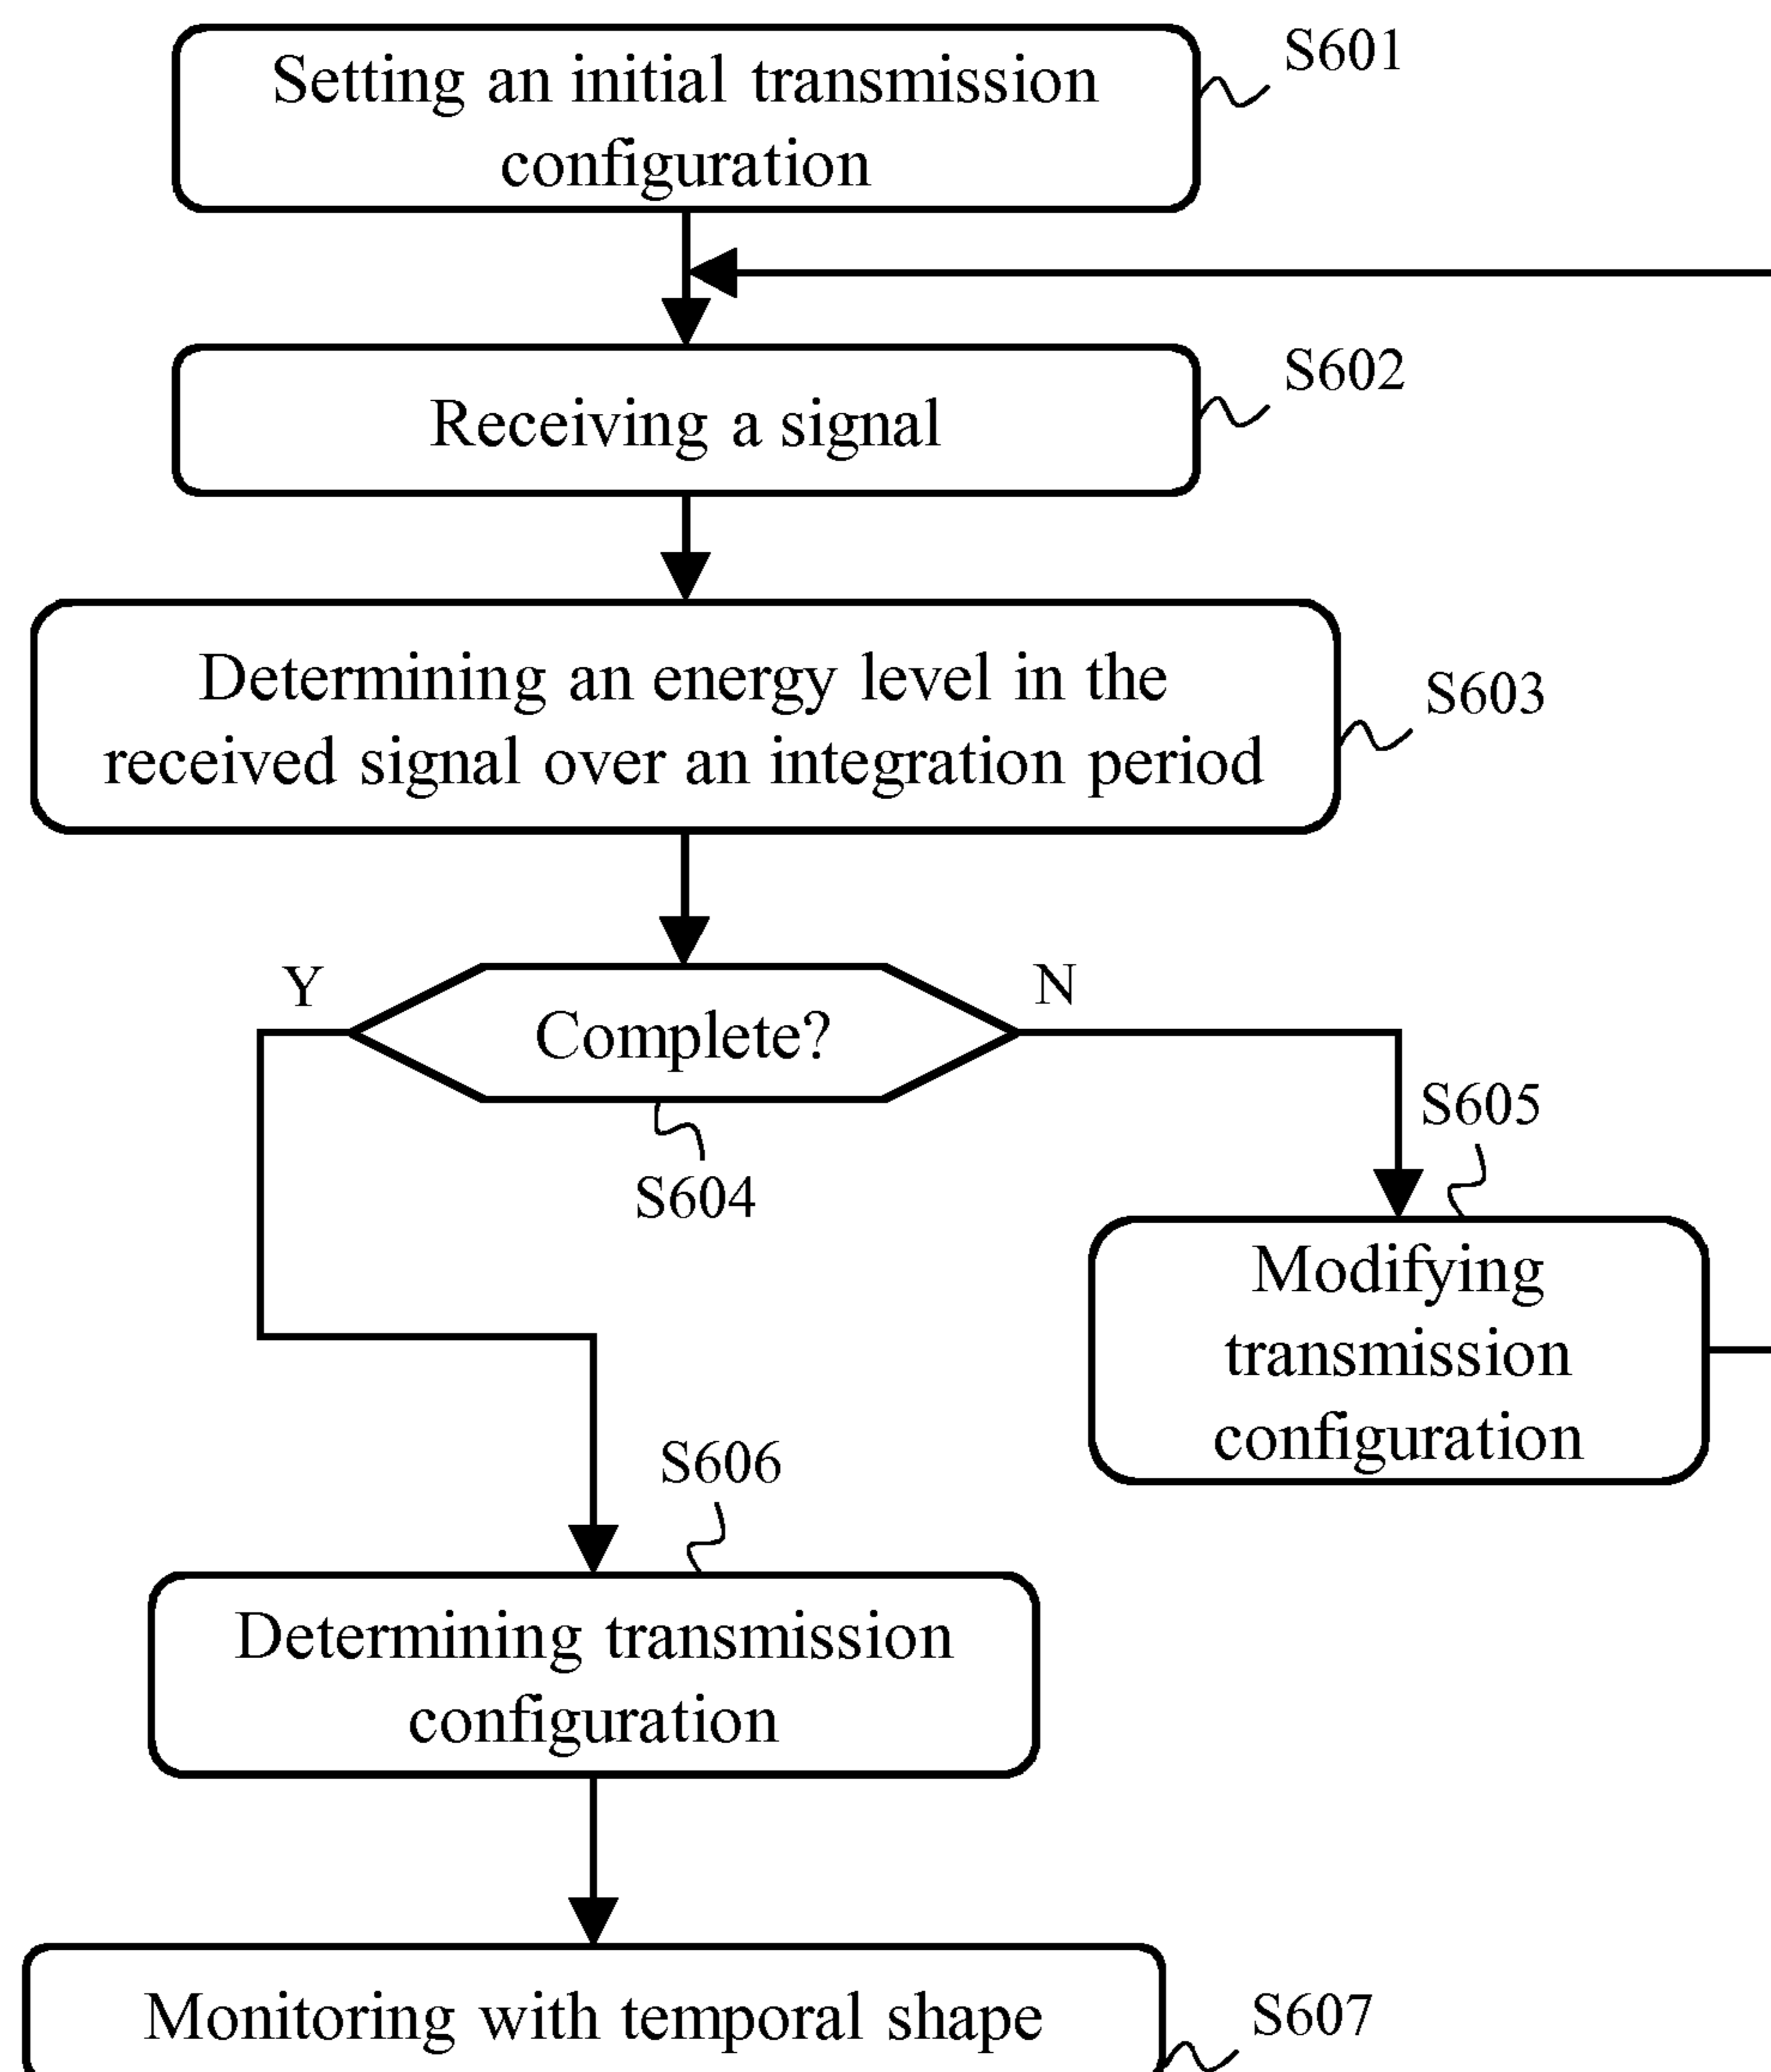 Setting an initial transmission
configuration
S601
Receiving a signal
S602
Determining an energy level in the
received signal over an integration period
S603
Y
Complete?
N
S604
S605
Modifying
transmission
configuration
S606
Determining transmission
configuration
Monitoring with temporal shape
S607